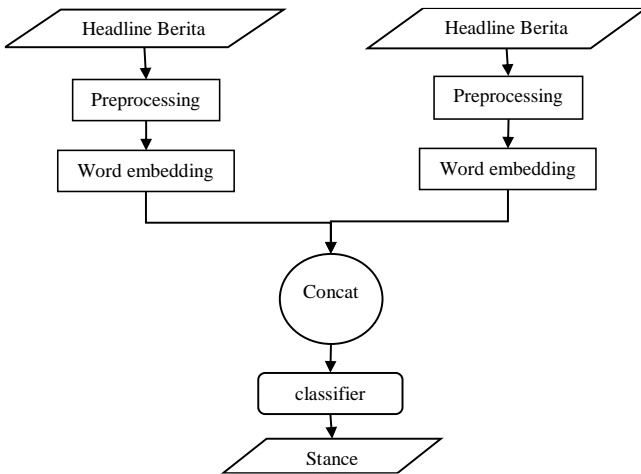 Headline Berita
Headline Berita
Preprocessing
Preprocessing
Word embedding
Word embedding
Concat
classifier
Stance